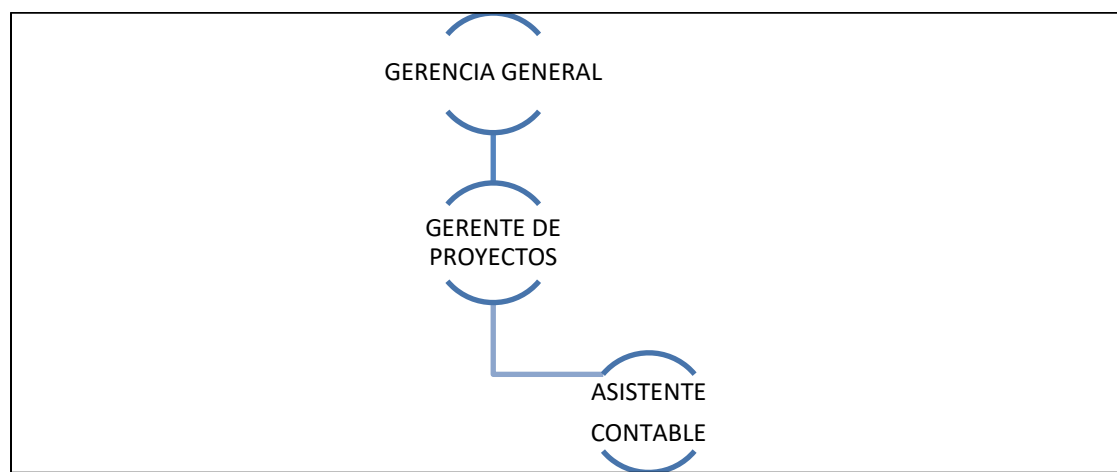 GERENCIA GENERAL
GERENTE DE
PROYECTOS
ASISTENTE
CONTABLE